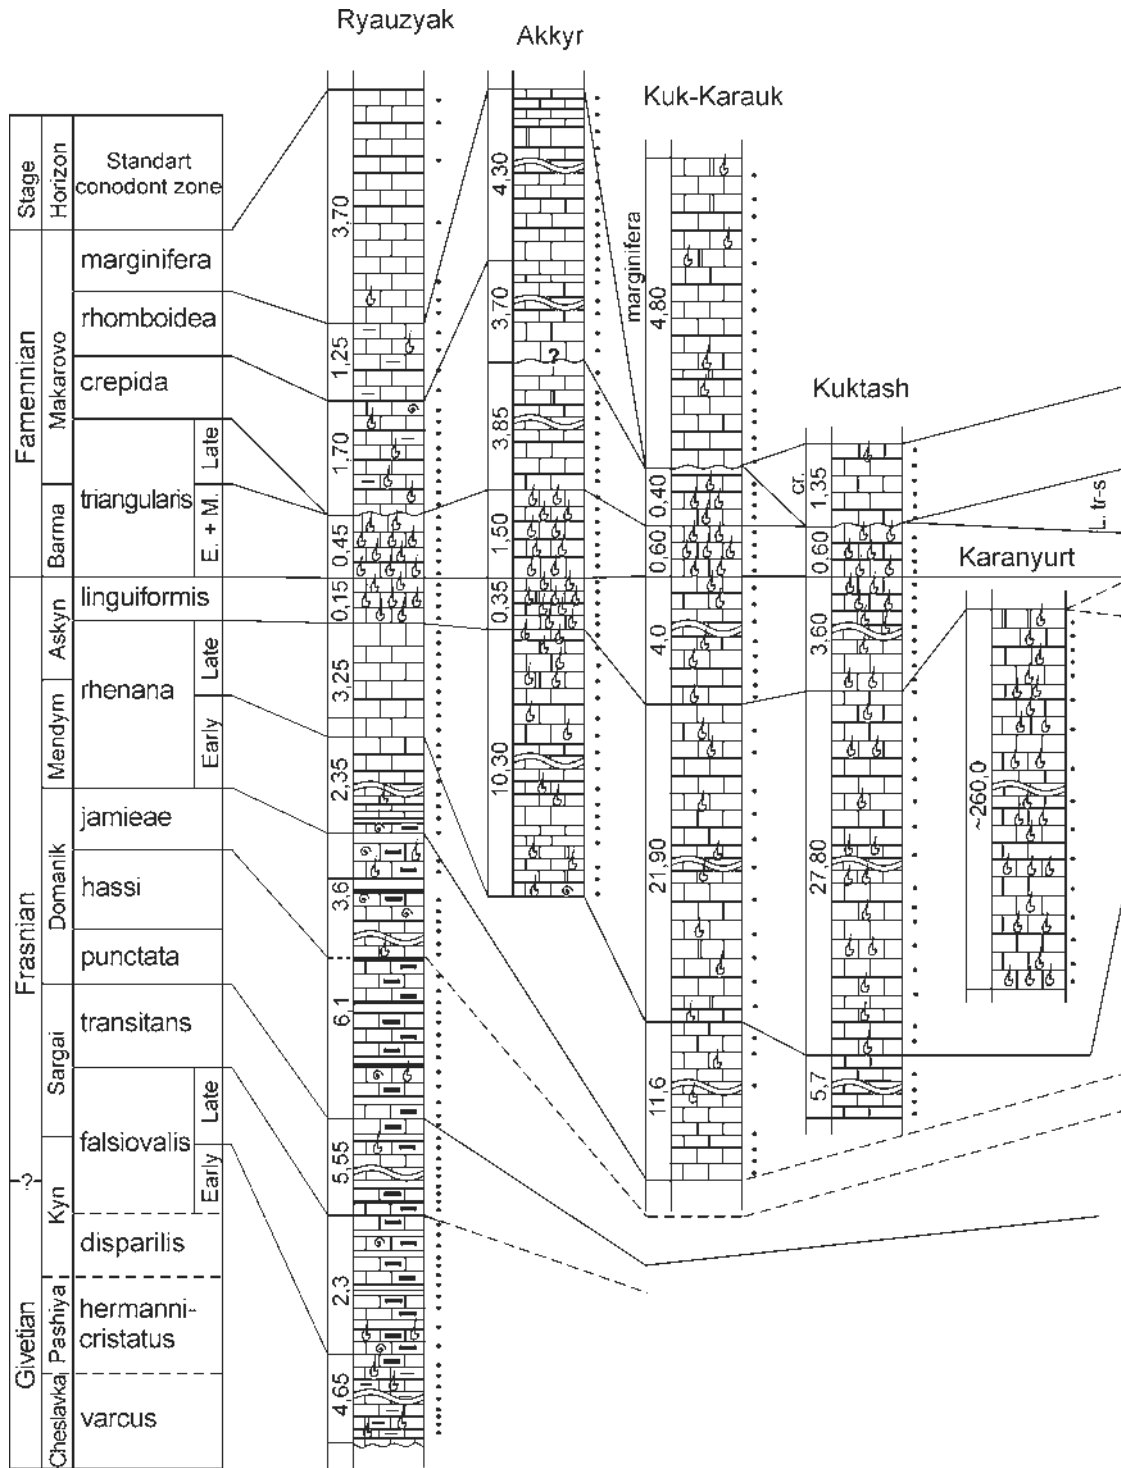 Ryauzyak
Akkyr
Kuk-Karauk
Kuktash
Karanyurt
Stage
Horizon
Standart
conodont zone
Famennian
Makarovo
marginifera
rhomboidea
crepida
triangularis
Late
Barma
E. + M.
Frasnian
Askyn
linguiformis
rhenana
Late
Mendym
Early
Domanik
jamieae
hassi
punctata
Sargai
transitans
falsiovalis
Late
Early
-?-
Kyn
Givetian
disparilis
Pashiya
hermanni-
cristatus
Cheslavka
varcus
3,70
1,25
1,70
0,45
0,15
3,25
2,35
3,6
6,1
5,55
2,3
4,65
4,30
3,70
?
3,85
1,50
0,35
10,30
marginifera
4,80
0,40
0,60
4,0
21,90
11,6
cr.
1,35
0,60
3,60
27,80
5,7
L. tr-s
~260,0